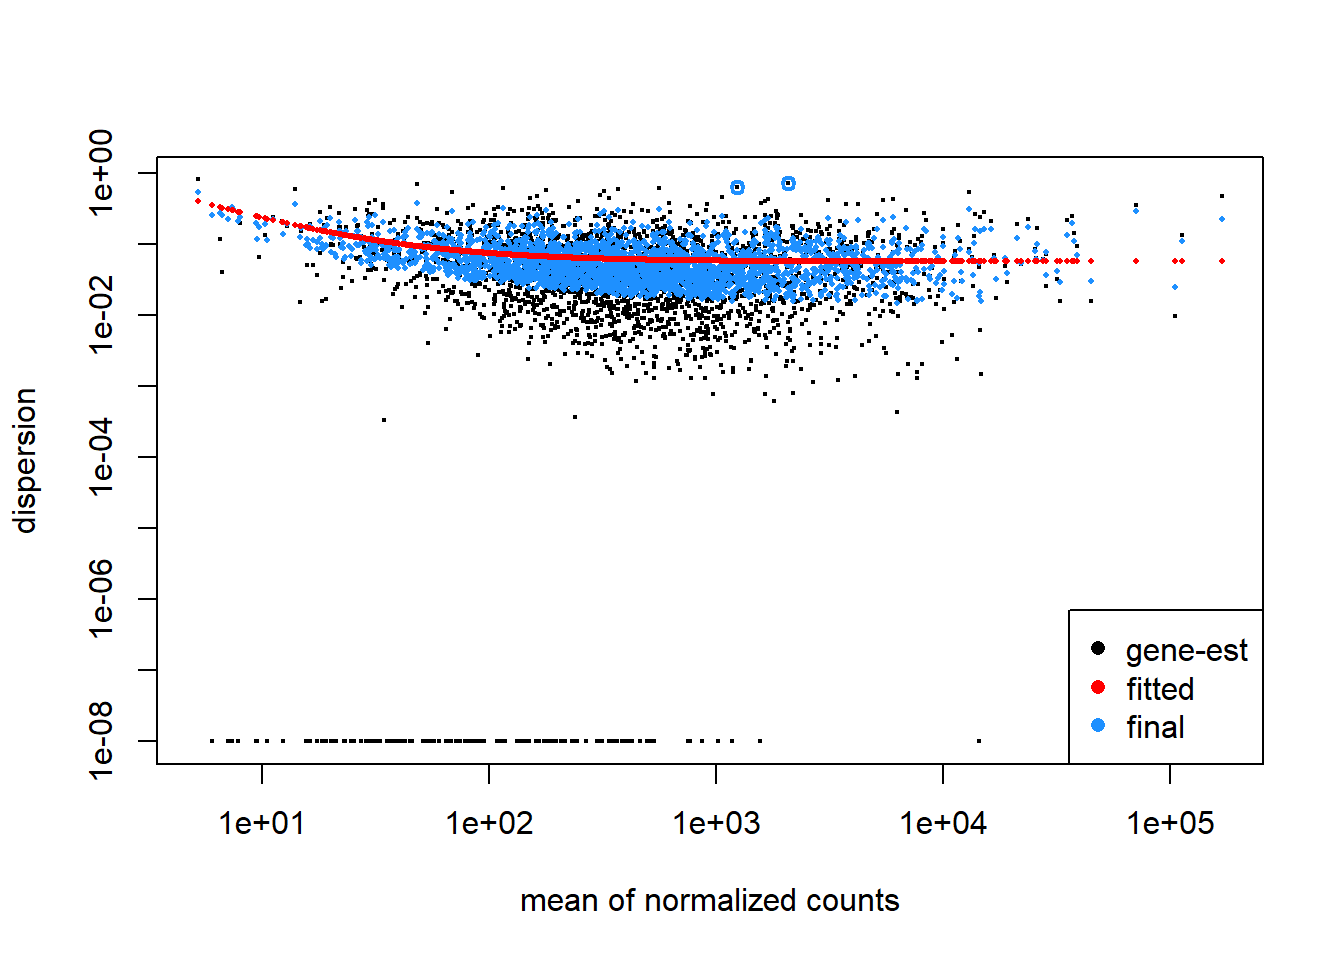 dispersion
1e+00
1e-02
1e-04
1e-06
1e-08
1e+01 1e+02 1e+03 1e+04 1e+05
mean of normalized counts
gene-est
fitted
final